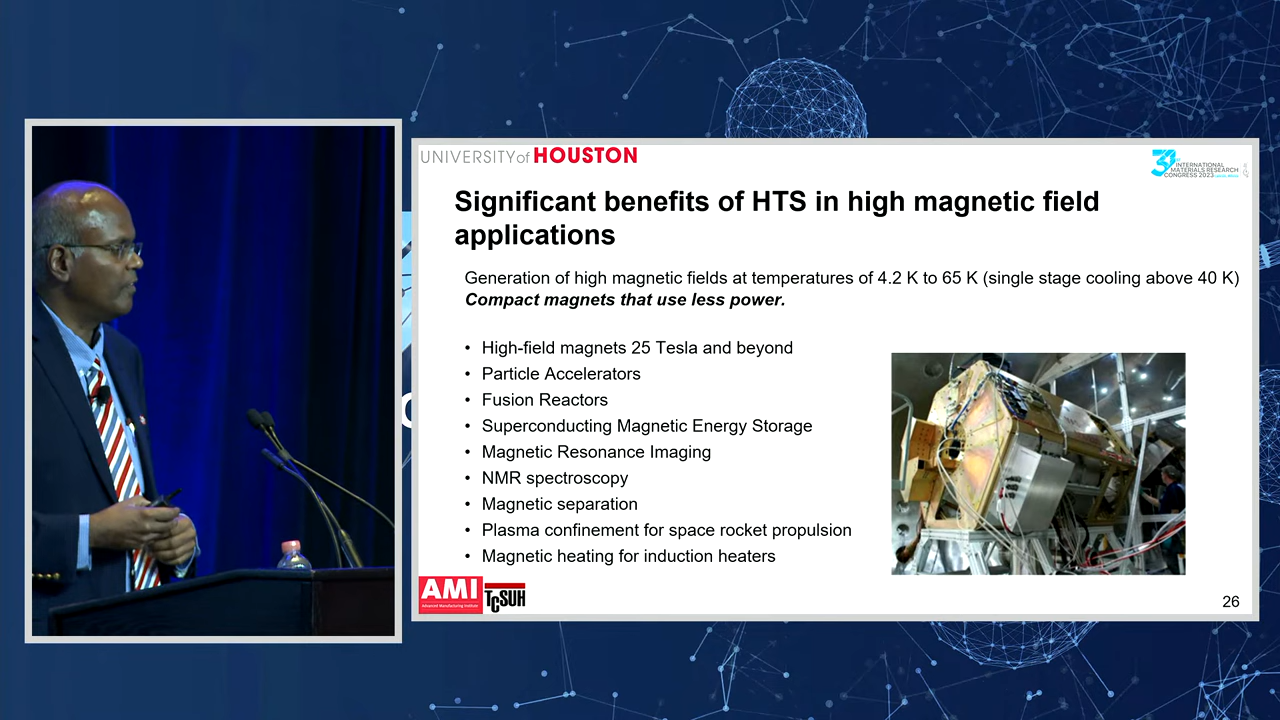 UNIVERSITY of HOUSTON
INTERNATIONAL
MATERIALS RESEARCH
CONGRESS 2023
Significant benefits of HTS in high magnetic field
applications
Generation of high magnetic fields at temperatures of 4.2 K to 65 K (single stage cooling above 40 K)
Compact magnets that use less power.
• High-field magnets 25 Tesla and beyond
• Particle Accelerators
• Fusion Reactors
• Superconducting Magnetic Energy Storage
• Magnetic Resonance Imaging
• NMR spectroscopy
• Magnetic separation
• Plasma confinement for space rocket propulsion
• Magnetic heating for induction heaters
AMI
Advanced Manufacturing Institute
TCSUH
26